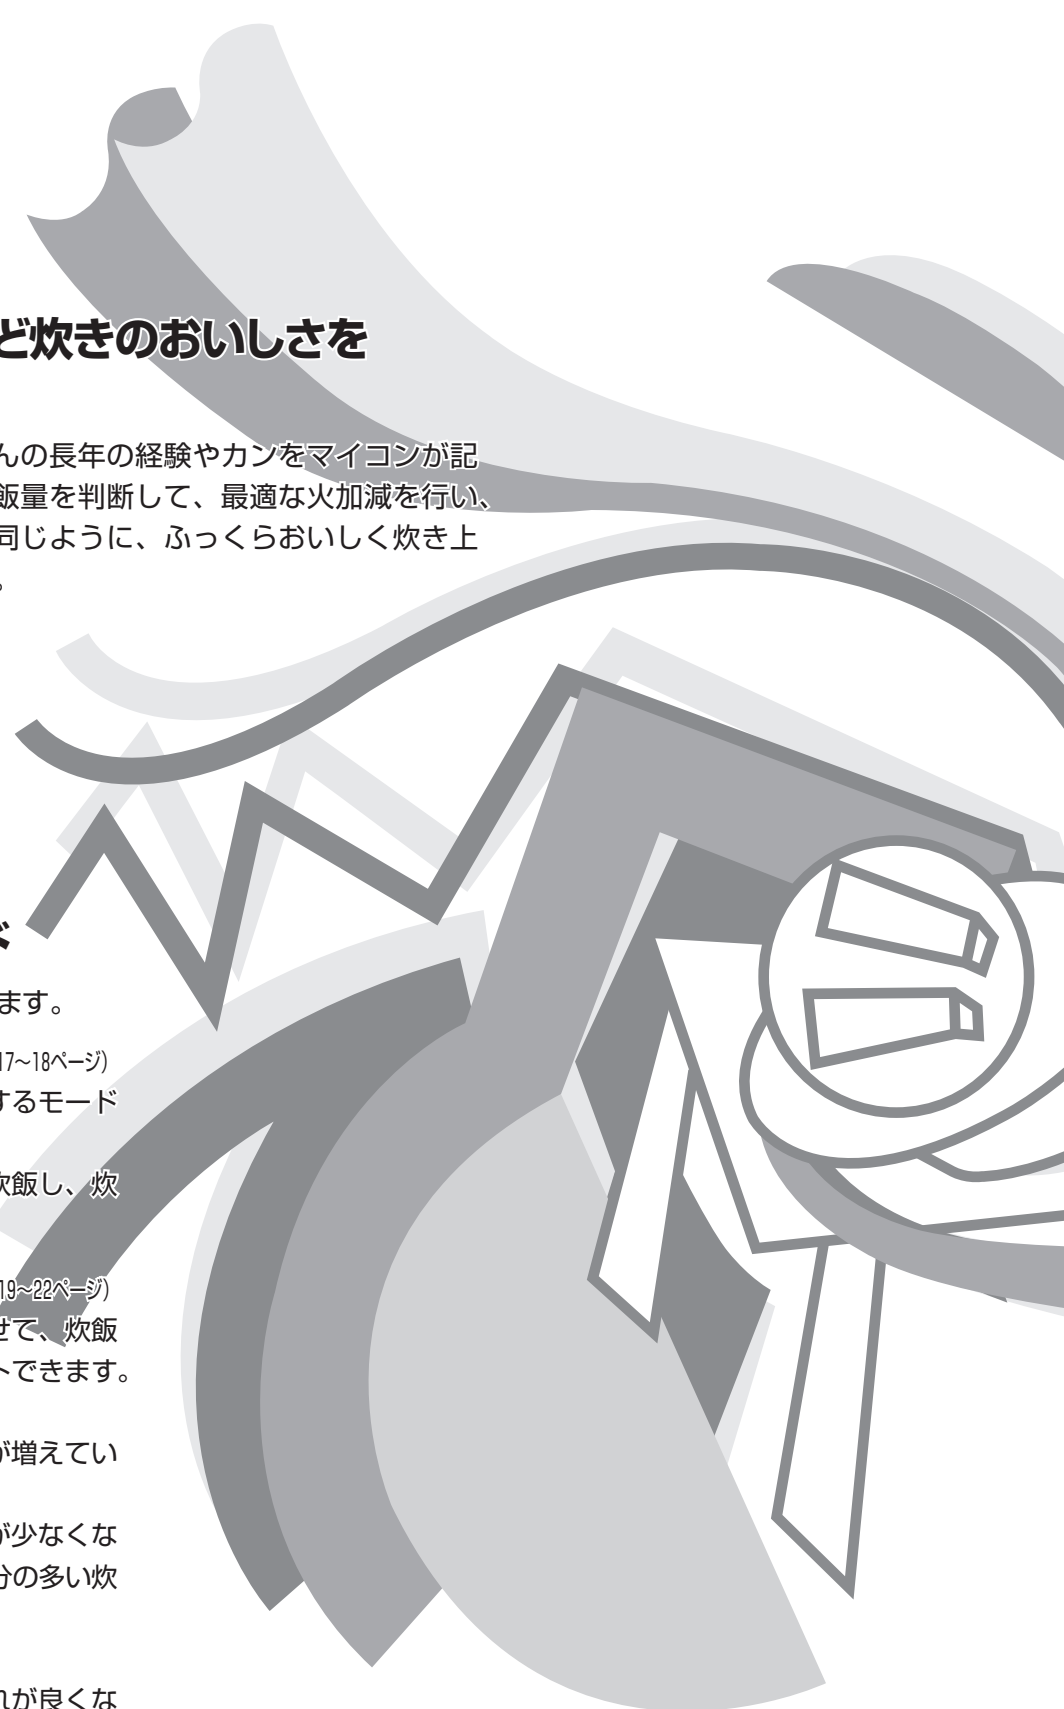 ど炊きのおいしさを
んの長年の経験やカンをマイコンが記
飯量を判断して、最適な火加減を行い、
同じように、ふっくらおいしく炊き上
。
ます。
17～18ページ)
するモード
炊飯し、炊
19～22ページ)
せて、炊飯
トできます。
が増えてい
が少なくな
分の多い炊
れが良くな